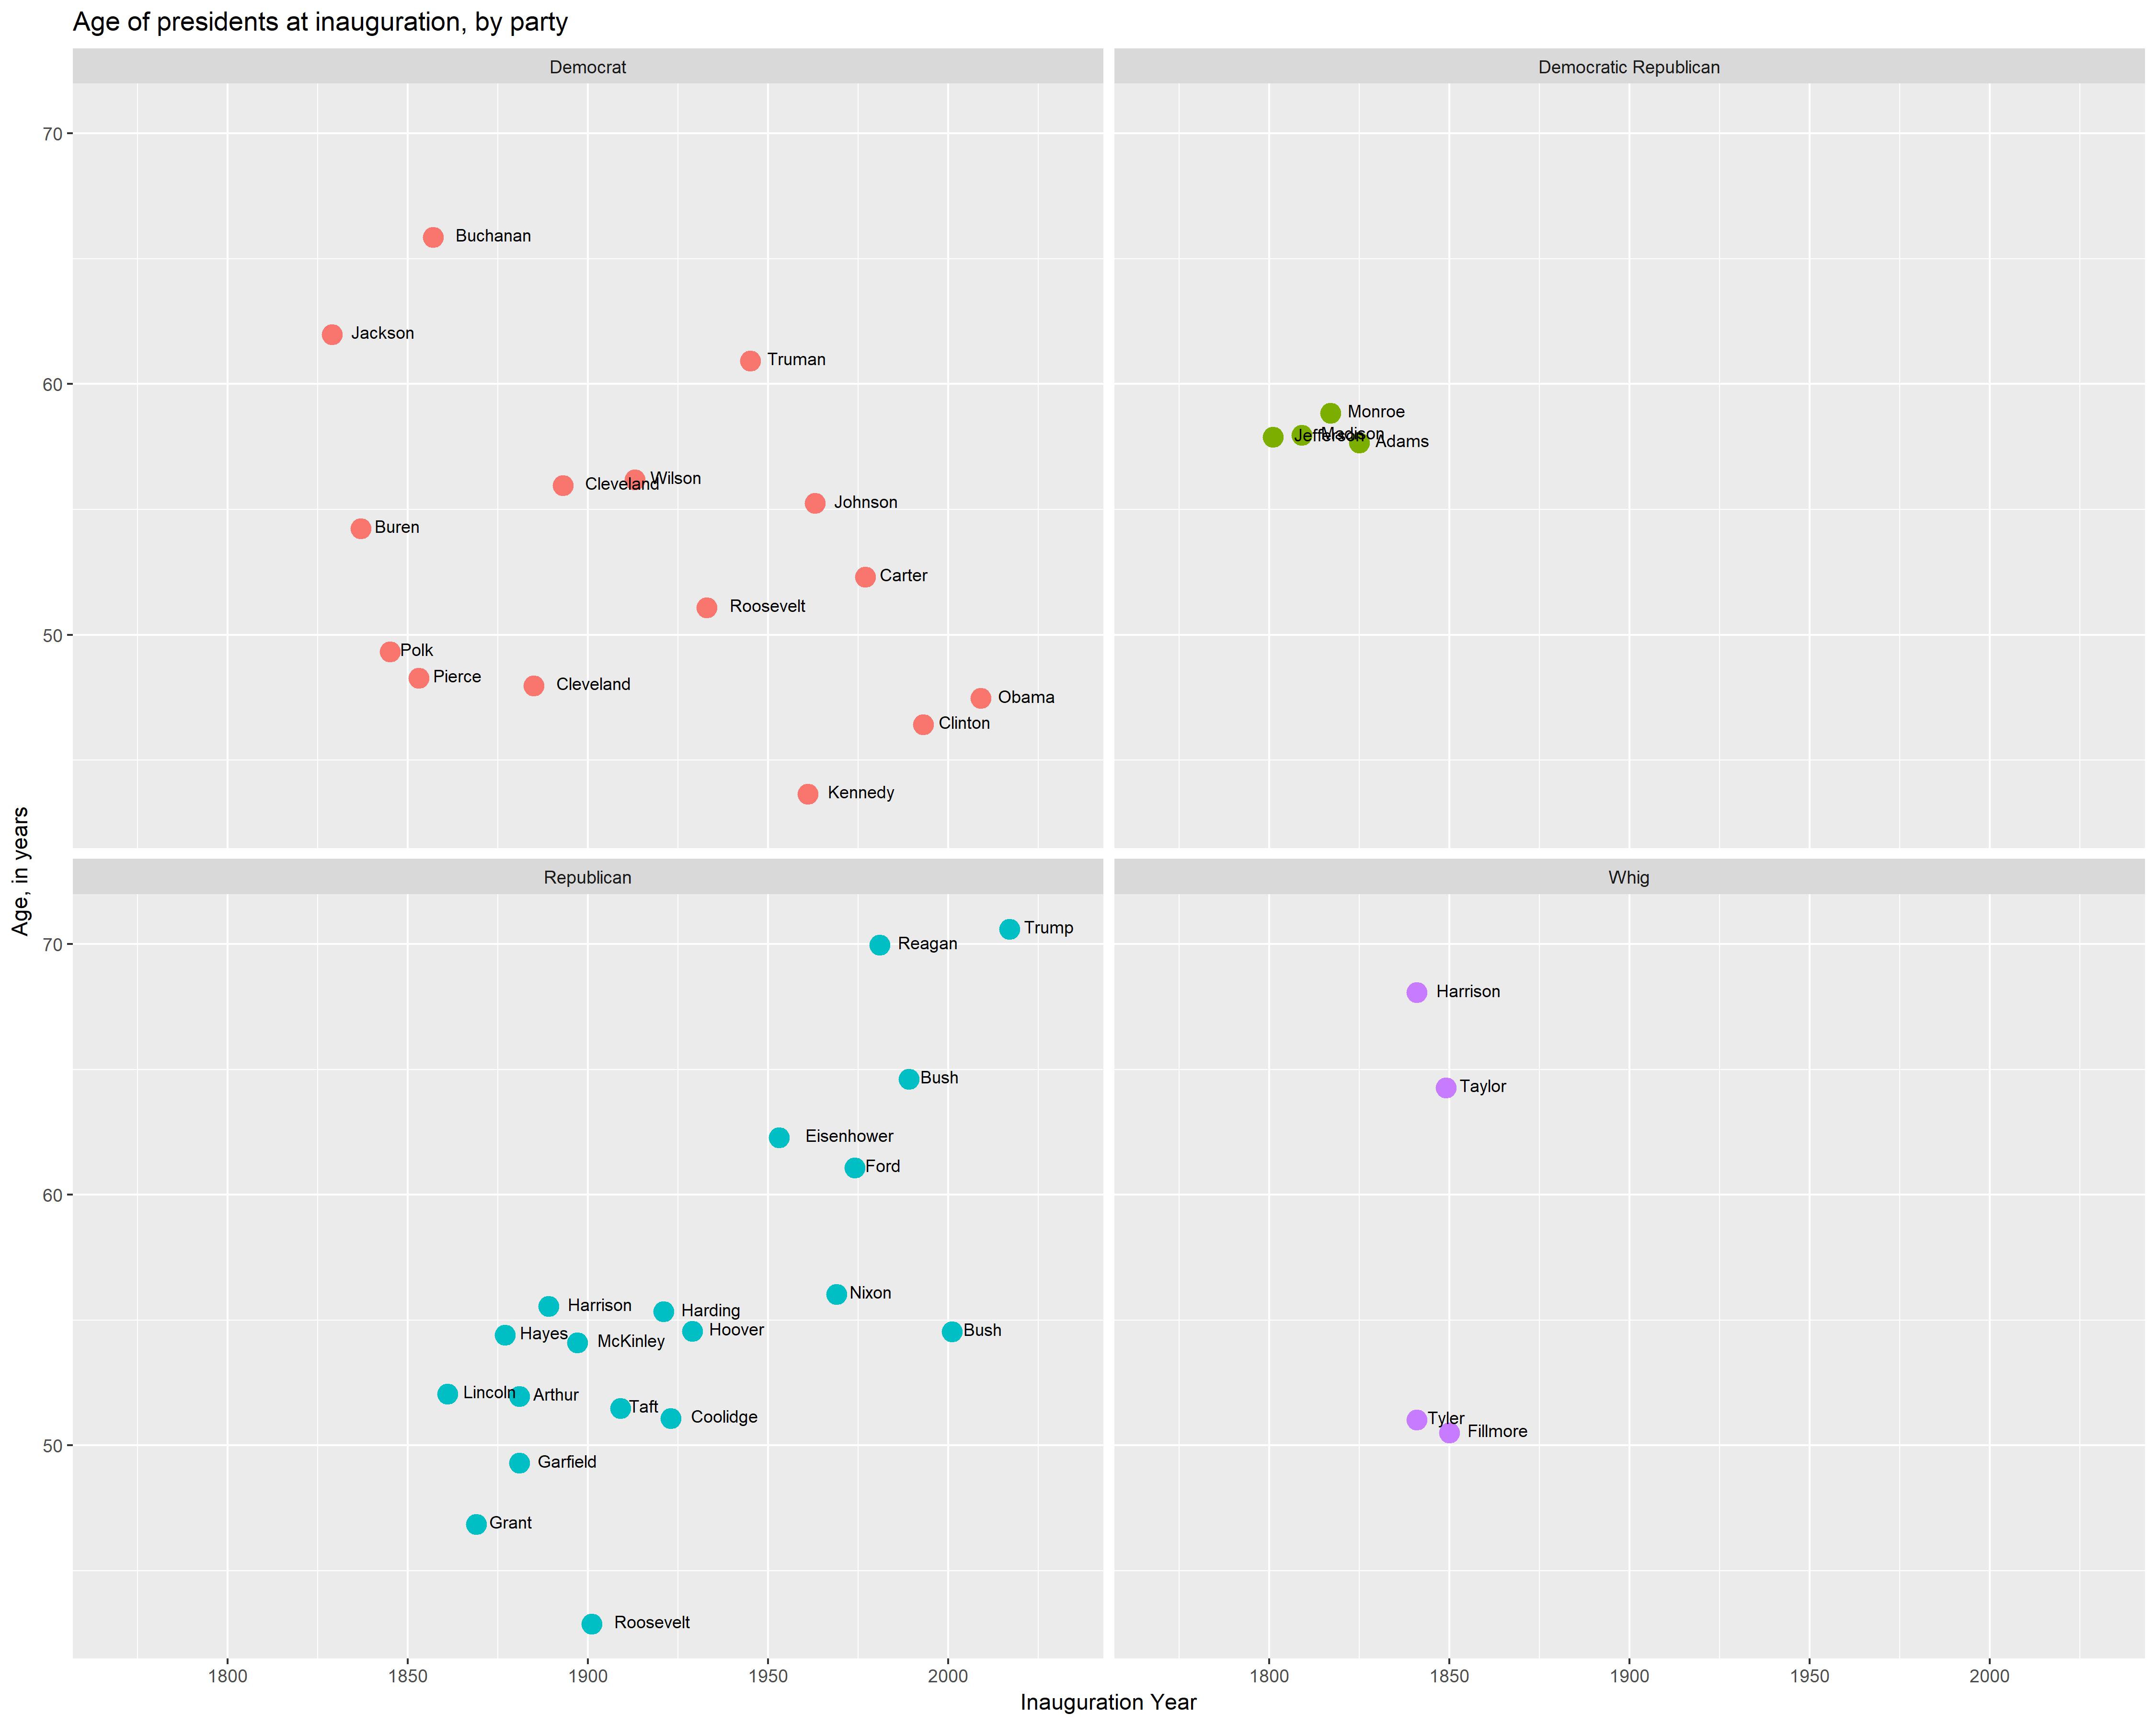 Age of presidents at inauguration, by party
Democrat
Democratic Republican
70
60
50
Buchanan
Jackson
Truman
Cleveland
Wilson
Johnson
Buren
Carter
Roosevelt
Polk
Pierce
Cleveland
Obama
Clinton
Kennedy
Monroe
Madison
Jefferson
Adams
Age, in years
Republican
Whig
70
60
50
Trump
Reagan
Bush
Eisenhower
Ford
Nixon
Harrison
Harding
Hayes
McKinley
Hoover
Bush
Lincoln
Arthur
Taft
Coolidge
Garfield
Grant
Roosevelt
Harrison
Taylor
Tyler
Fillmore
1800 1850 1900 1950 2000
1800 1850 1900 1950 2000
Inauguration Year